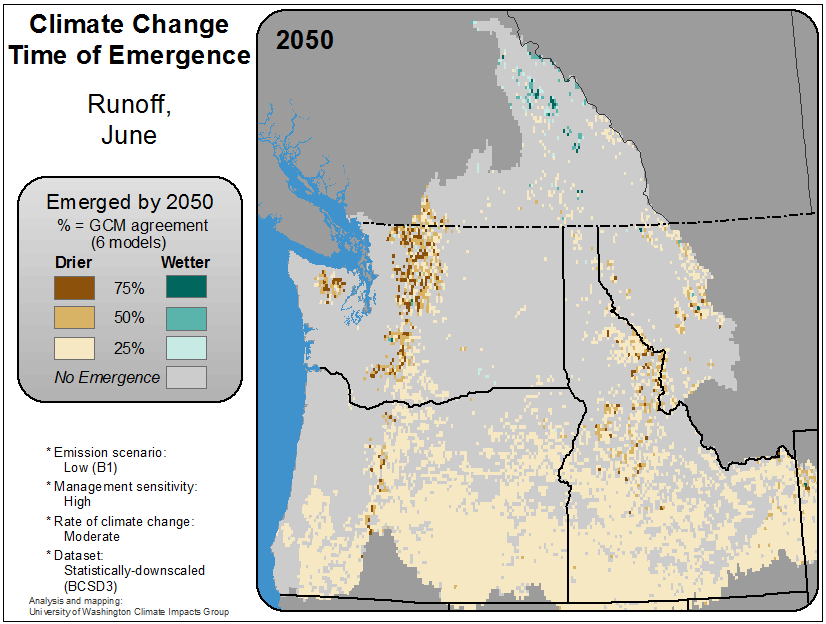 Climate Change
Time of Emergence
Runoff,
June
2050
Emerged by 2050
% = GCM agreement
(6 models)
Drier Wetter
75%
50%
25%
No Emergence
* Emission scenario:
Low (B1)
* Management sensitivity:
High
* Rate of climate change:
Moderate
* Dataset:
Statistically-downscaled
(BCSD3)
Analysis and mapping:
University of Washington Climate Impacts Group